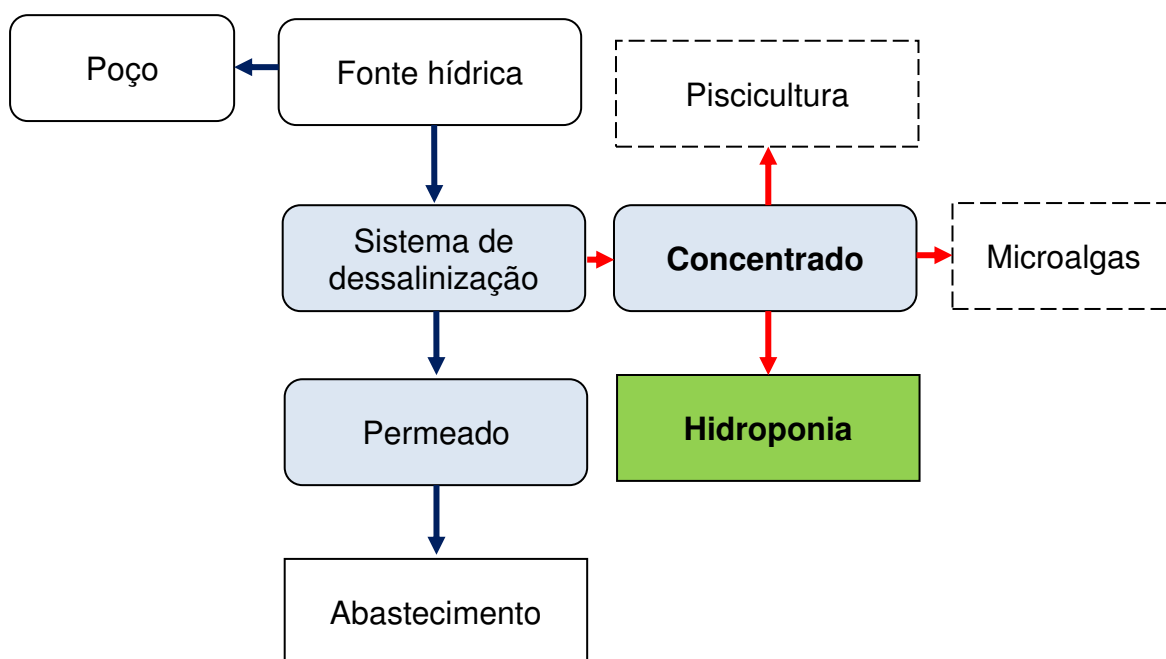 Poço
Fonte hídrica
Piscicultura
Sistema de
dessalinização
Concentrado
Microalgas
Permeado
Hidroponia
Abastecimento